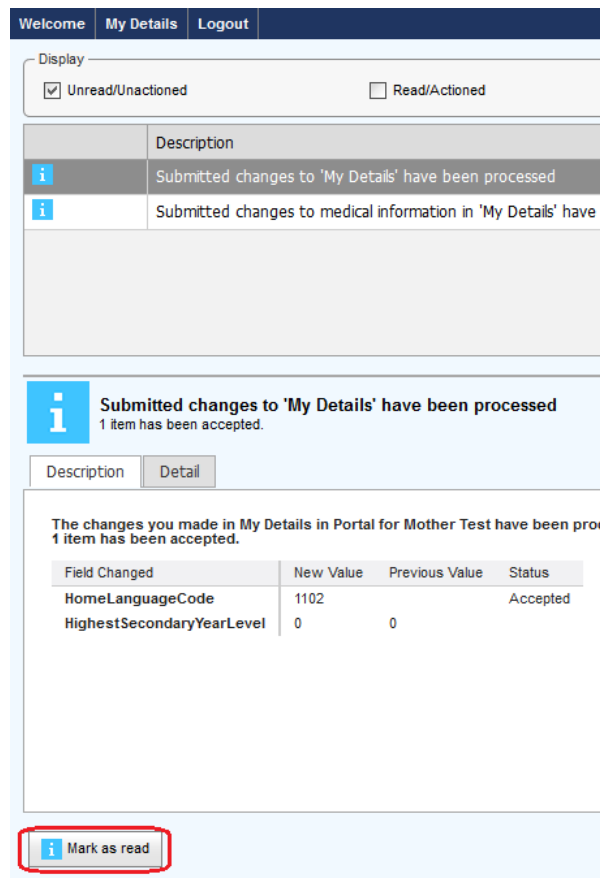 Welcome My Details Logout
Display
Unread/Unactioned Read/Actioned
Description
Submitted changes to 'My Details' have been processed
Submitted changes to medical information in 'My Details' have
Submitted changes to 'My Details' have been processed
1 item has been accepted.
Description Detail
The changes you made in My Details in Portal for Mother Test have been pro
1 item has been accepted.
Field Changed New Value Previous Value Status
HomeLanguageCode 1102 Accepted
HighestSecondaryYearLevel 0 0
Mark as read